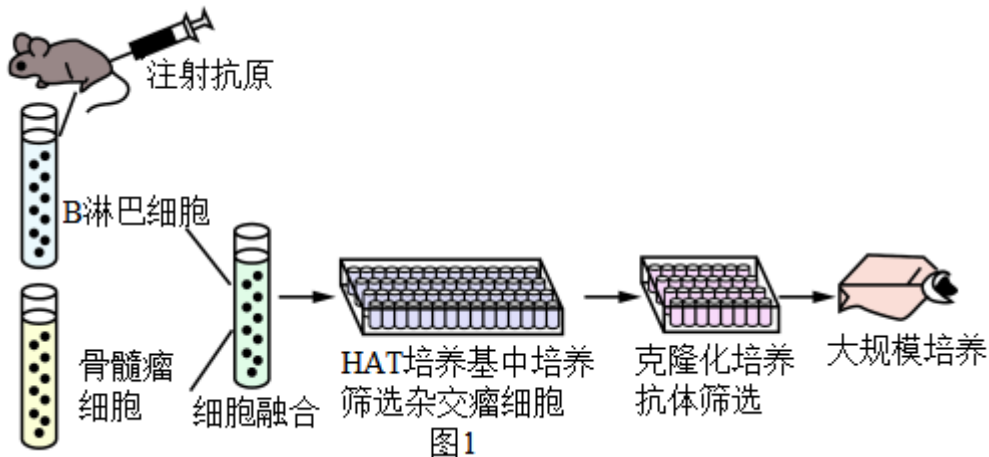 注射抗原
B淋巴细胞
骨髓瘤
细胞
细胞融合
HAT培养基中培养
筛选杂交瘤细胞
克隆化培养
抗体筛选
大规模培养
图1